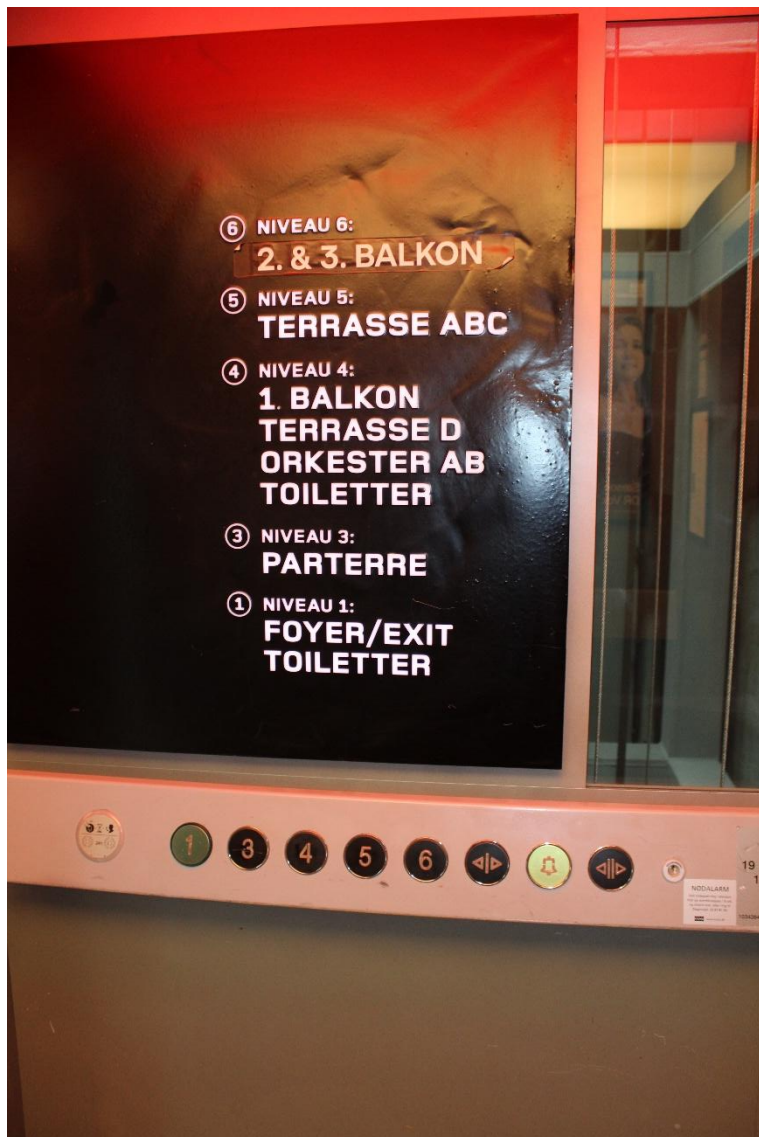 6 NIVEAU 6:
2. & 3. BALKON
5 NIVEAU 5:
TERRASSE ABC
4 NIVEAU 4:
1. BALKON
TERRASSE D
ORKESTER AB
TOILETTER
3 NIVEAU 3:
PARTERRE
1 NIVEAU 1:
FOYER/EXIT
TOILETTER
1 3 4 5 6
19
NØDALARM